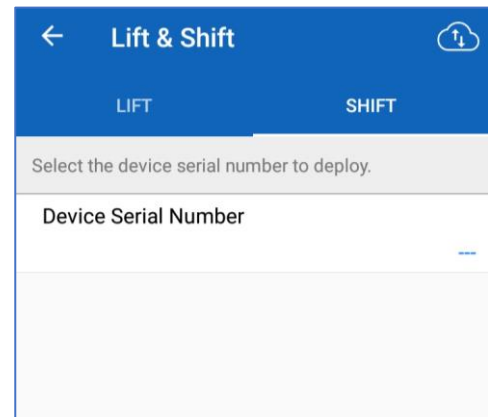 Lift & Shift
LIFT
SHIFT
Select the device serial number to deploy.
Device Serial Number
---